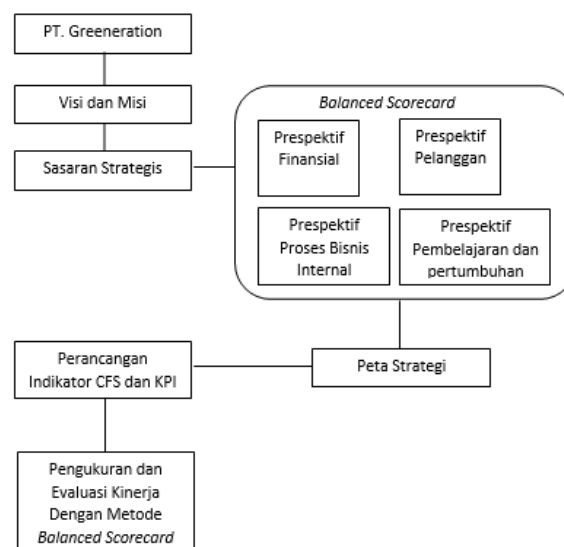 PT. Greeneration
Visi dan Misi
Sasaran Strategis
Balanced Scorecard
Prespektif
Finansial
Prespektif
Pelanggan
Prespektif
Proses Bisnis
Internal
Prespektif
Pembelajaran dan
pertumbuhan
Peta Strategi
Perancangan
Indikator CFS dan KPI
Pengukuran dan
Evaluasi Kinerja
Dengan Metode
Balanced Scorecard